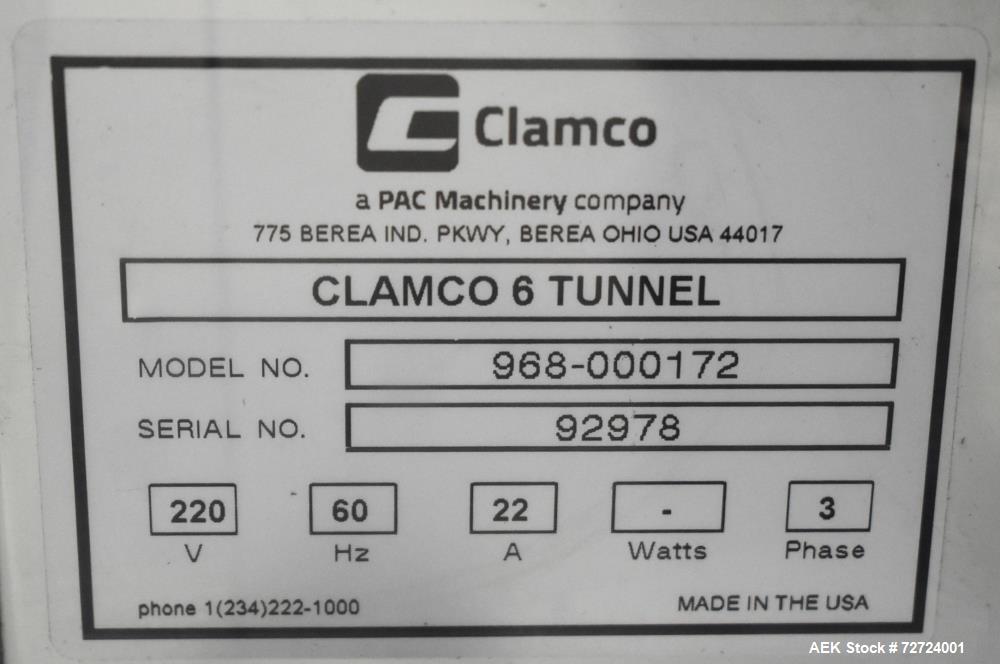 Clamco
a PAC Machinery company
775 BEREA IND. PKWY, BEREA OHIO USA 44017
CLAMCO 6 TUNNEL
MODEL NO. 968-000172
SERIAL NO. 92978
220 60 22 - 3
V Hz A Watts Phase
phone 1(234)222-1000 MADE IN THE USA
AEK Stock # 72724001